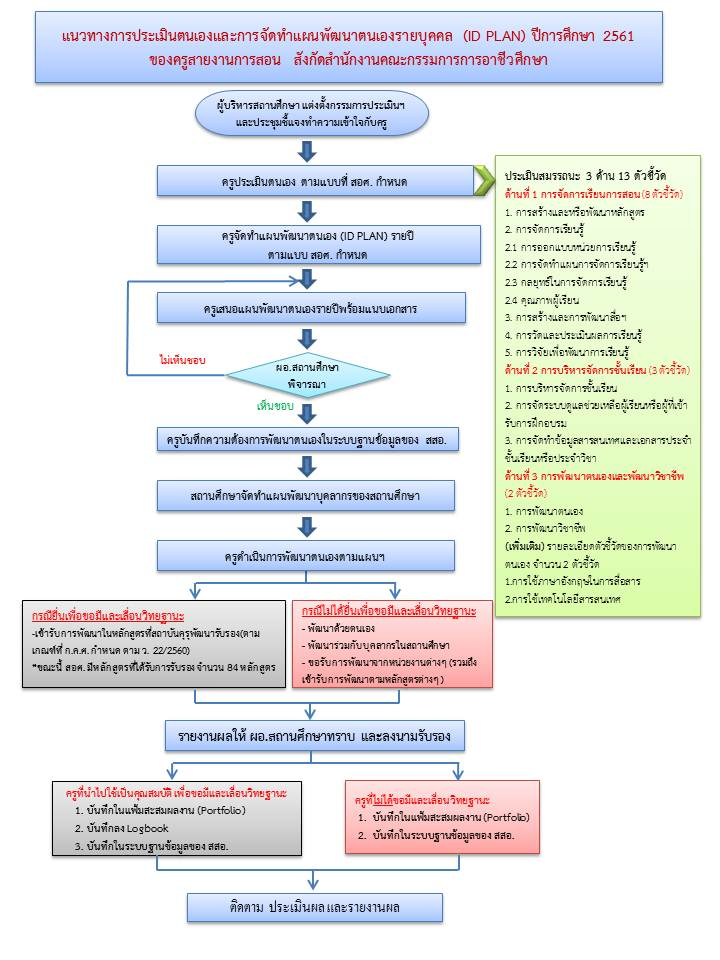 แนวทางการประเมินตนเองและการจัดทำแผนพัฒนาตนเองรายบุคคล (ID PLAN) ปีการศึกษา 2561
ของครูสายงานการสอน สังกัดสำนักงานคณะกรรมการการอาชีวศึกษา
ผู้บริหารสถานศึกษา แต่งตั้งกรรมการประเมินฯ
และประชุมชี้แจงทำความเข้าใจกับครู
ครูประเมินตนเอง ตามแบบที่ สอศ. กำหนด
ครูจัดทำแผนพัฒนาตนเอง (ID PLAN) รายปี
ตามแบบ สอศ. กำหนด
ครูเสนอแผนพัฒนาตนเองรายปีพร้อมแนบเอกสาร
ไม่เห็นชอบ
ผอ.สถานศึกษา
พิจารณา
เห็นชอบ
ครูบันทึกความต้องการพัฒนาตนเองในระบบฐานข้อมูลของ สสอ.
สถานศึกษาจัดทำแผนพัฒนาบุคลากรของสถานศึกษา
ครูดำเนินการพัฒนาตนเองตามแผนฯ
ประเมินสมรรถนะ 3 ด้าน 13 ตัวชี้วัด
ด้านที่ 1 การจัดการเรียนการสอน (8 ตัวชี้วัด)
1. การสร้างและหรือพัฒนาหลักสูตร
2. การจัดการเรียนรู้
2.1 การออกแบบหน่วยการเรียนรู้
2.2 การจัดทำแผนการจัดการเรียนรู้ฯ
2.3 กลยุทธ์ในการจัดการเรียนรู้
2.4 คุณภาพผู้เรียน
3. การสร้างและการพัฒนาสื่อฯ
4. การวัดและประเมินผลการเรียนรู้
5. การวิจัยเพื่อพัฒนาการเรียนรู้
ด้านที่ 2 การบริหารจัดการชั้นเรียน (3 ตัวชี้วัด)
1. การบริหารจัดการชั้นเรียน
2. การจัดระบบดูแลช่วยเหลือผู้เรียนหรือผู้ที่เข้า
รับการฝึกอบรม
3. การจัดทำข้อมูลสารสนเทศและเอกสารประจำ
ชั้นเรียนหรือประจำวิชา
ด้านที่ 3 การพัฒนาตนเองและพัฒนาวิชาชีพ
(2 ตัวชี้วัด)
1. การพัฒนาตนเอง
2. การพัฒนาวิชาชีพ
(เพิ่มเติม) รายละเอียดตัวชี้วัดของการพัฒนา
ตนเอง จำนวน 2 ตัวชี้วัด
1.การใช้ภาษาอังกฤษในการสื่อสาร
2.การใช้เทคโนโลยีสารสนเทศ
กรณียื่นเพื่อขอมีและเลื่อนวิทยฐานะ
-เข้ารับการพัฒนาในหลักสูตรที่สถาบันคุรุพัฒนารับรอง(ตาม
เกณฑ์ที่ ก.ค.ศ. กำหนด ตาม ว. 22/2560)
*ขณะนี้ สอศ. มีหลักสูตรที่ได้รับการรับรอง จำนวน 84 หลักสูตร
กรณีไม่ได้ยื่นเพื่อขอมีและเลื่อนวิทยฐานะ
- พัฒนาด้วยตนเอง
- พัฒนาร่วมกับบุคลากรในสถานศึกษา
- ขอรับการพัฒนาจากหน่วยงานต่างๆ (รวมถึง
เข้ารับการพัฒนาตามหลักสูตรต่างๆ )
รายงานผลให้ ผอ.สถานศึกษาทราบ และลงนามรับรอง
ครูที่นำไปใช้เป็นคุณสมบัติ เพื่อขอมีและเลื่อนวิทยฐานะ
1. บันทึกในแฟ้มสะสมผลงาน (Portfolio)
2. บันทึกลง Logbook
3. บันทึกในระบบฐานข้อมูลของ สสอ.
ครูที่ไม่ได้ขอมีและเลื่อนวิทยฐานะ
1. บันทึกในแฟ้มสะสมผลงาน (Portfolio)
2. บันทึกในระบบฐานข้อมูลของ สสอ.
ติดตาม ประเมินผล และรายงานผล